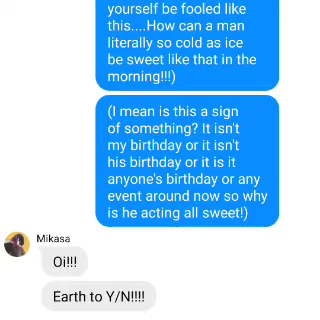 yourself be fooled like
this....How can a man
literally so cold as ice
be sweet like that in the
morning!!!)
(I mean is this a sign
of something? It isn't
my birthday or it isn't
his birthday or it is it
anyone's birthday or any
event around now so why
is he acting all sweet!)
Mikasa
Oi!!!
Earth to Y/N!!!!